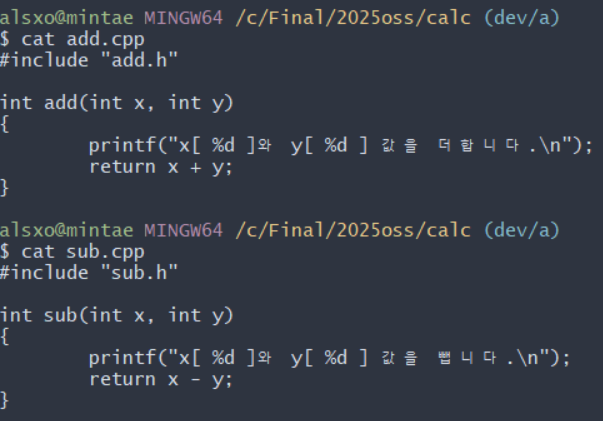 alsxo@mintae MINGW64 /c/Final/2025oss/calc (dev/a)
$ cat add.cpp
#include "add.h"

int add(int x, int y)
{
        printf("x[ %d ]와 y[ %d ] 값을 더합니다.\n");
        return x + y;
}

alsxo@mintae MINGW64 /c/Final/2025oss/calc (dev/a)
$ cat sub.cpp
#include "sub.h"

int sub(int x, int y)
{
        printf("x[ %d ]와 y[ %d ] 값을 뺍니다.\n");
        return x - y;
}